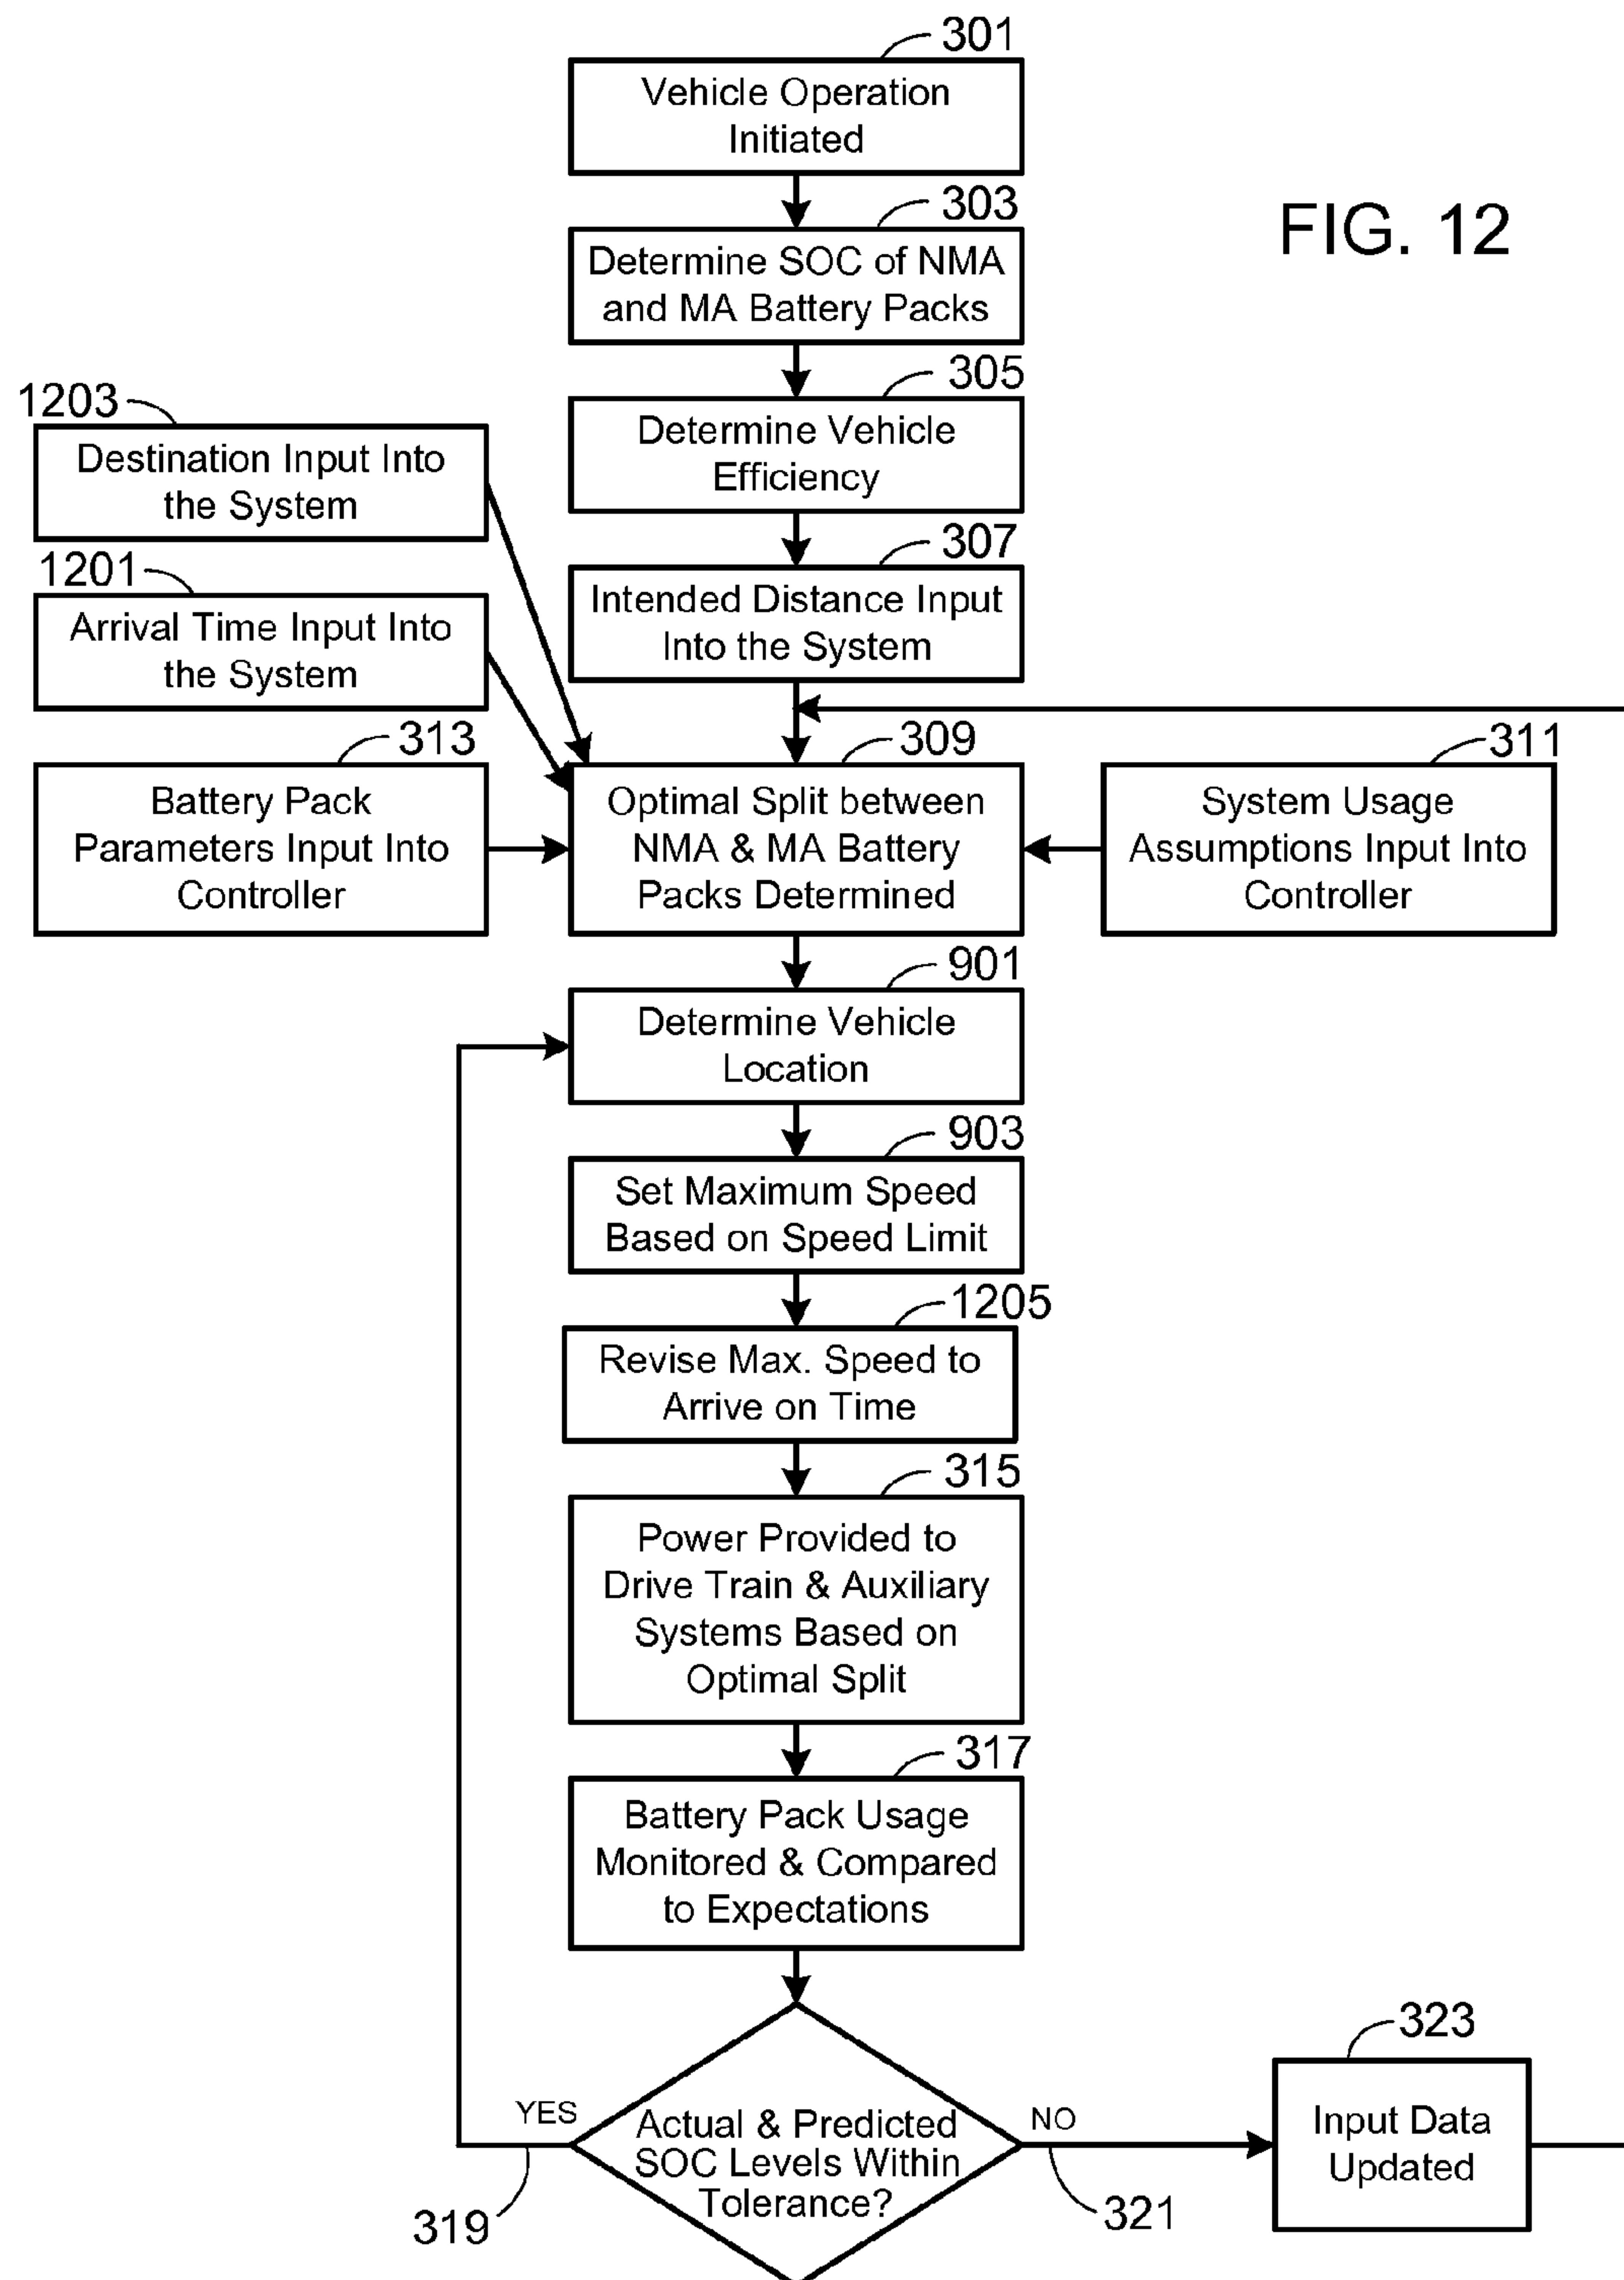 301
Vehicle Operation
Initiated
FIG. 12
303
Determine SOC of NMA
and MA Battery Packs
305
Determine Vehicle
Efficiency
1203
Destination Input Into
the System
307
Intended Distance Input
Into the System
1201
Arrival Time Input Into
the System
313
Battery Pack
Parameters Input Into
Controller
309
Optimal Split between
NMA & MA Battery
Packs Determined
311
System Usage
Assumptions Input Into
Controller
901
Determine Vehicle
Location
903
Set Maximum Speed
Based on Speed Limit
1205
Revise Max. Speed to
Arrive on Time
315
Power Provided to
Drive Train & Auxiliary
Systems Based on
Optimal Split
317
Battery Pack Usage
Monitored & Compared
to Expectations
YES
319
Actual & Predicted
SOC Levels Within
Tolerance?
NO
321
323
Input Data
Updated